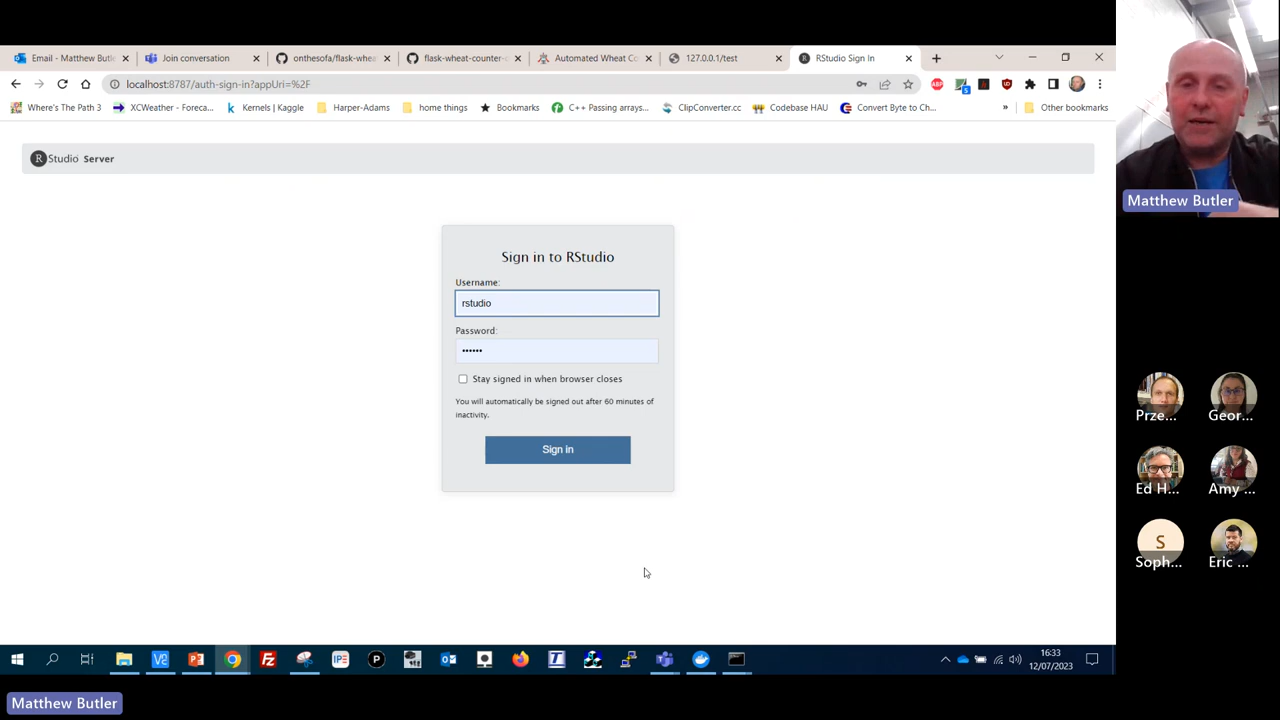 Email - Matthew Butl
Join conversation
onthesofa/flask-whea
flask-wheat-counter-
Automated Wheat Co
127.0.0.1/test
RStudio Sign In
localhost:8787/auth-sign-in?appUri=%2F
Where's The Path 3
XCWeather - Foreca...
Kernels | Kaggle
Harper-Adams
home things
Bookmarks
C++ Passing arrays...
ClipConverter.cc
Codebase HAU
Convert Byte to Ch...
»
Other bookmarks
R Studio Server
Sign in to RStudio
Username:
rstudio
Password:
••••••
Stay signed in when browser closes
You will automatically be signed out after 60 minutes of
inactivity.
Sign in
Matthew Butler
Prze...
Geor...
Ed H...
Amy ...
S
Soph...
Eric ...
16:33
12/07/2023
Matthew Butler